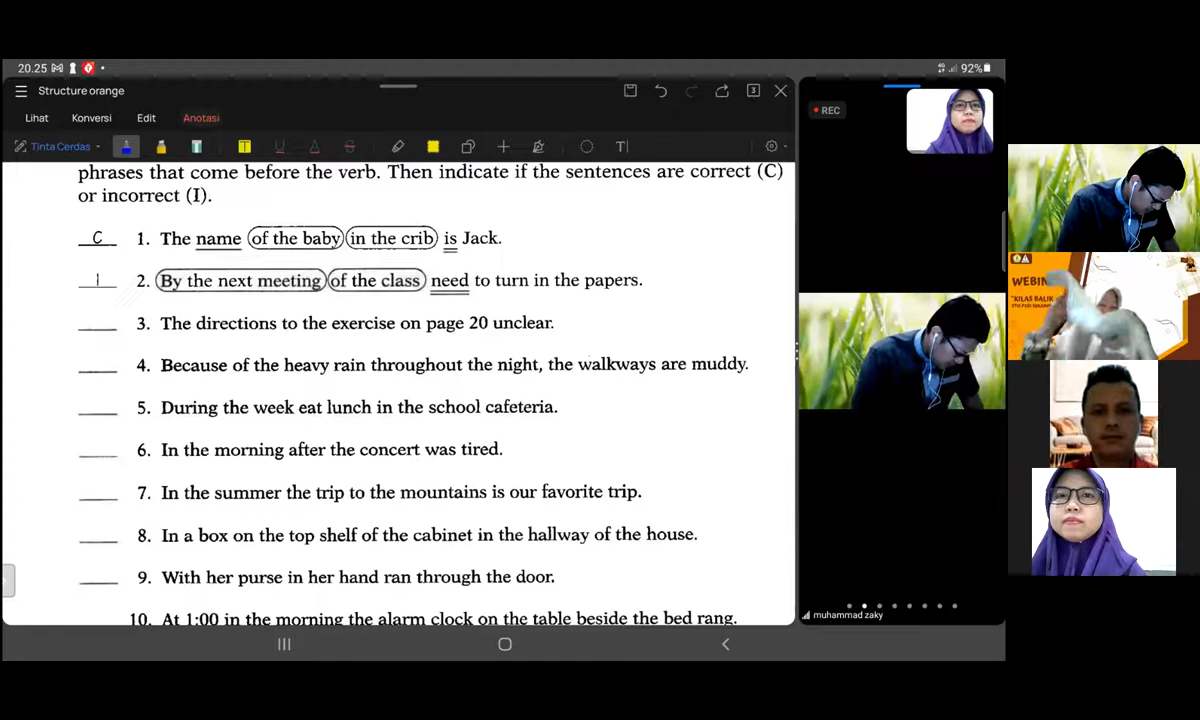 20.25
92%
Structure orange
3
Lihat Konversi Edit Anotasi
Tinta Cerdas
T
U A S
T
phrases that come before the verb. Then indicate if the sentences are correct (C)
or incorrect (I).
C 1. The name of the baby in the crib is Jack.
I 2. By the next meeting of the class need to turn in the papers.
3. The directions to the exercise on page 20 unclear.
4. Because of the heavy rain throughout the night, the walkways are muddy.
5. During the week eat lunch in the school cafeteria.
6. In the morning after the concert was tired.
7. In the summer the trip to the mountains is our favorite trip.
8. In a box on the top shelf of the cabinet in the hallway of the house.
9. With her purse in her hand ran through the door.
10. At 1:00 in the morning the alarm clock on the table beside the bed rang.
REC
muhammad zaky
WEBIN
"KILAS BALIK